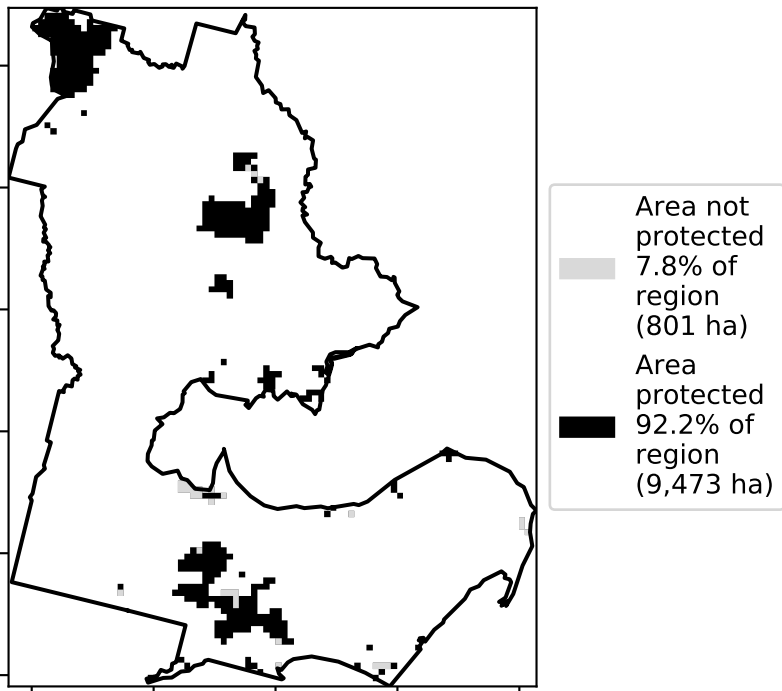 Area not
protected
7.8% of
region
(801 ha)
Area
protected
92.2% of
region
(9,473 ha)